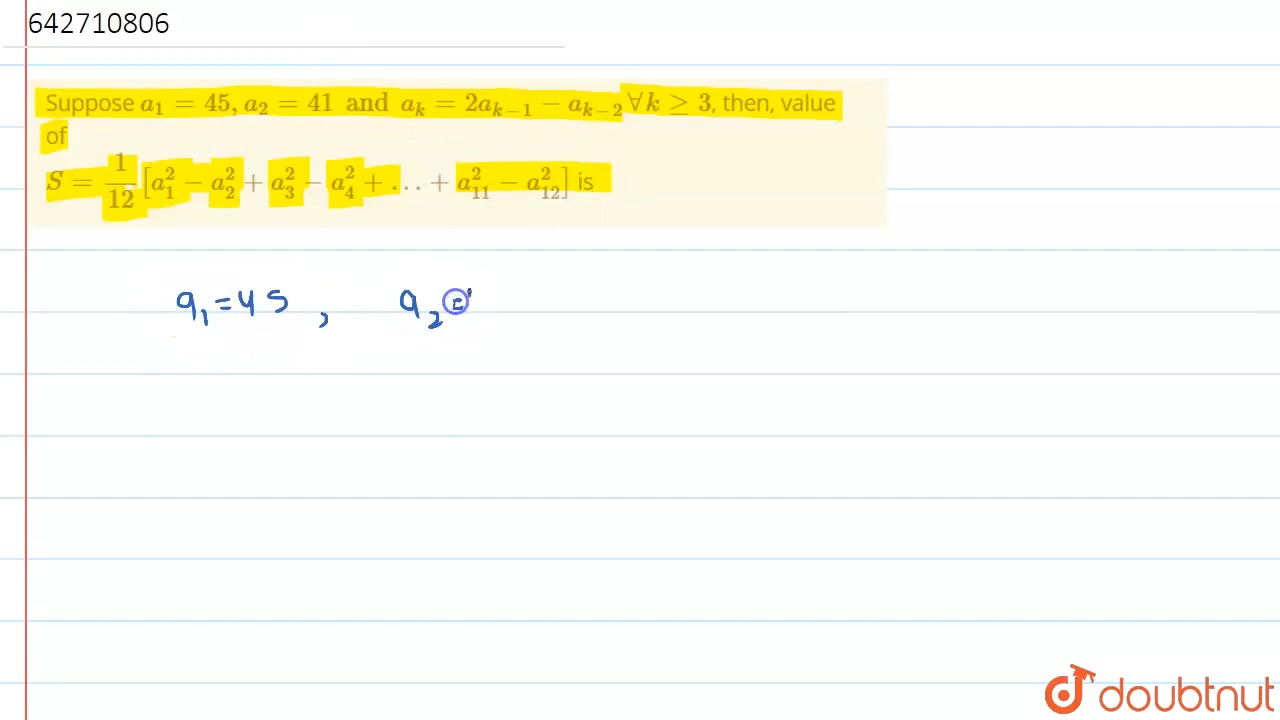 642710806
Suppose a₁ = 45, a₂ = 41 and aₖ = 2aₖ₋₁ − aₖ₋₂ ∀k ≥ 3, then, value
of
S = 1/12 [a₁² − a₂² + a₃² − a₄² + … + a₁₁² − a₁₂²] is
a₁ = 45 , a₂ =
doubtnut